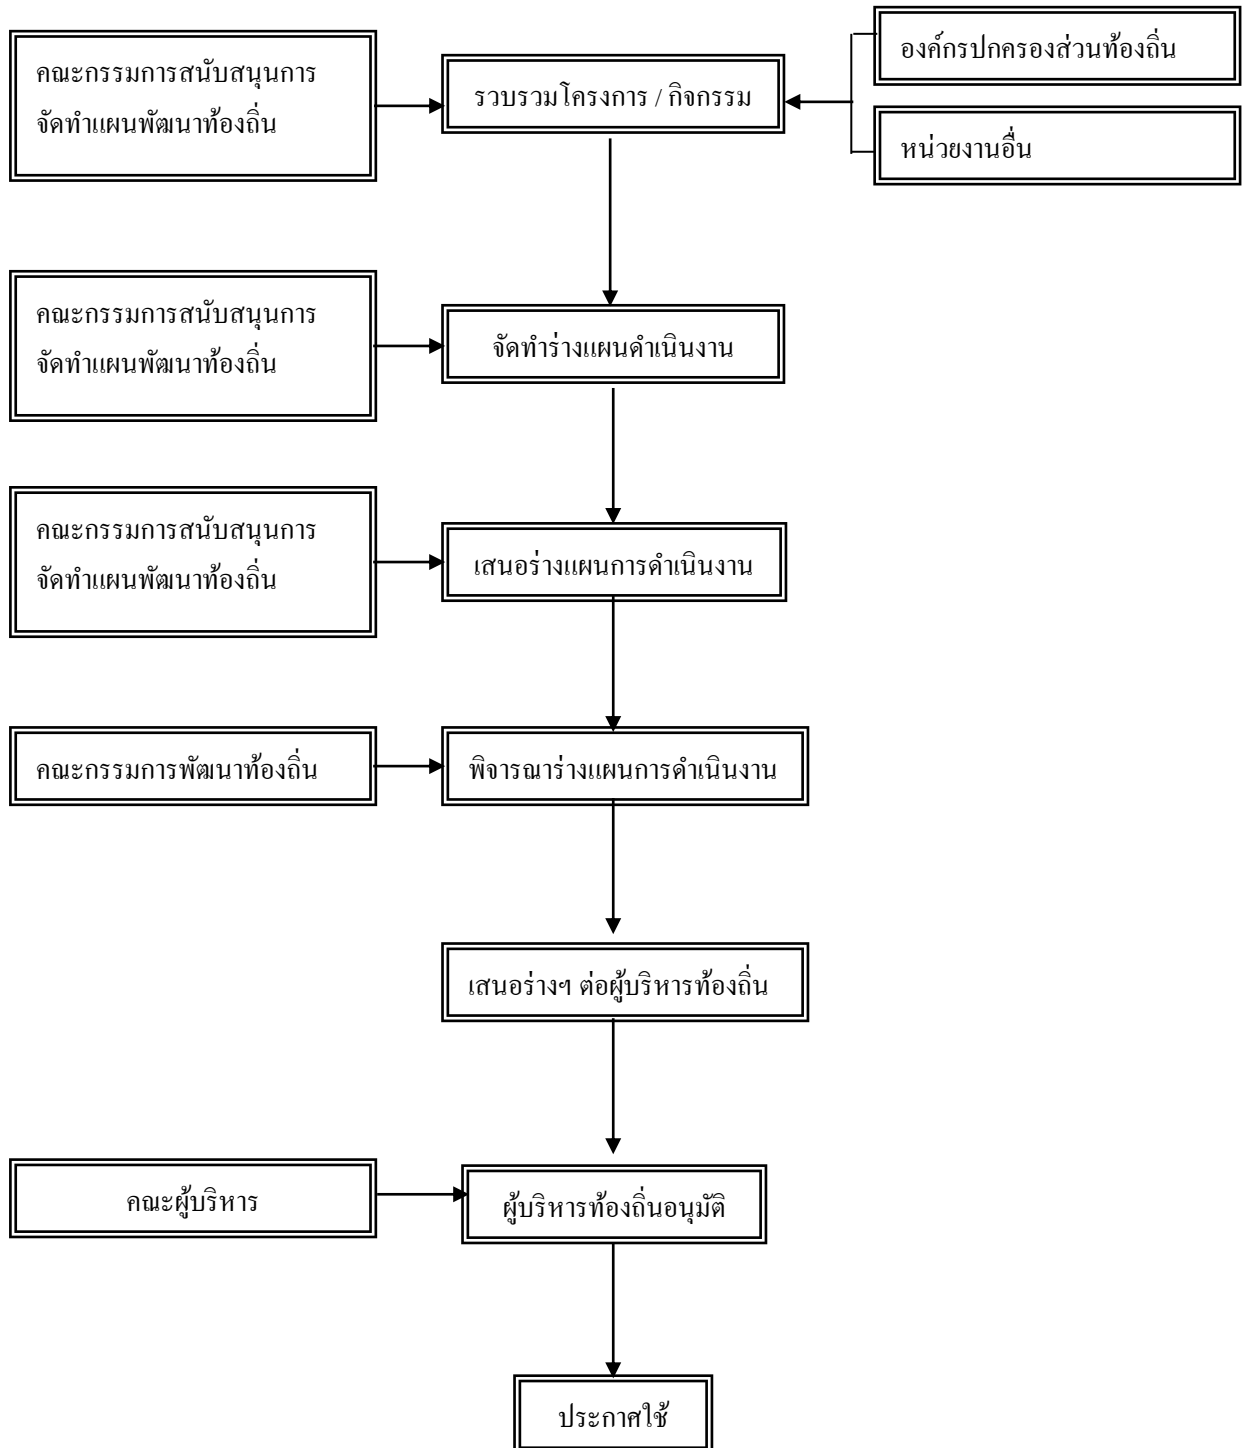 องค์กรปกครองส่วนท้องถิ่น
คณะกรรมการสนับสนุนการ
จัดทำแผนพัฒนาท้องถิ่น
รวบรวมโครงการ / กิจกรรม
หน่วยงานอื่น
คณะกรรมการสนับสนุนการ
จัดทำแผนพัฒนาท้องถิ่น
จัดทำร่างแผนดำเนินงาน
คณะกรรมการสนับสนุนการ
จัดทำแผนพัฒนาท้องถิ่น
เสนอร่างแผนการดำเนินงาน
คณะกรรมการพัฒนาท้องถิ่น
พิจารณาร่างแผนการดำเนินงาน
เสนอร่างฯ ต่อผู้บริหารท้องถิ่น
คณะผู้บริหาร
ผู้บริหารท้องถิ่นอนุมัติ
ประกาศใช้